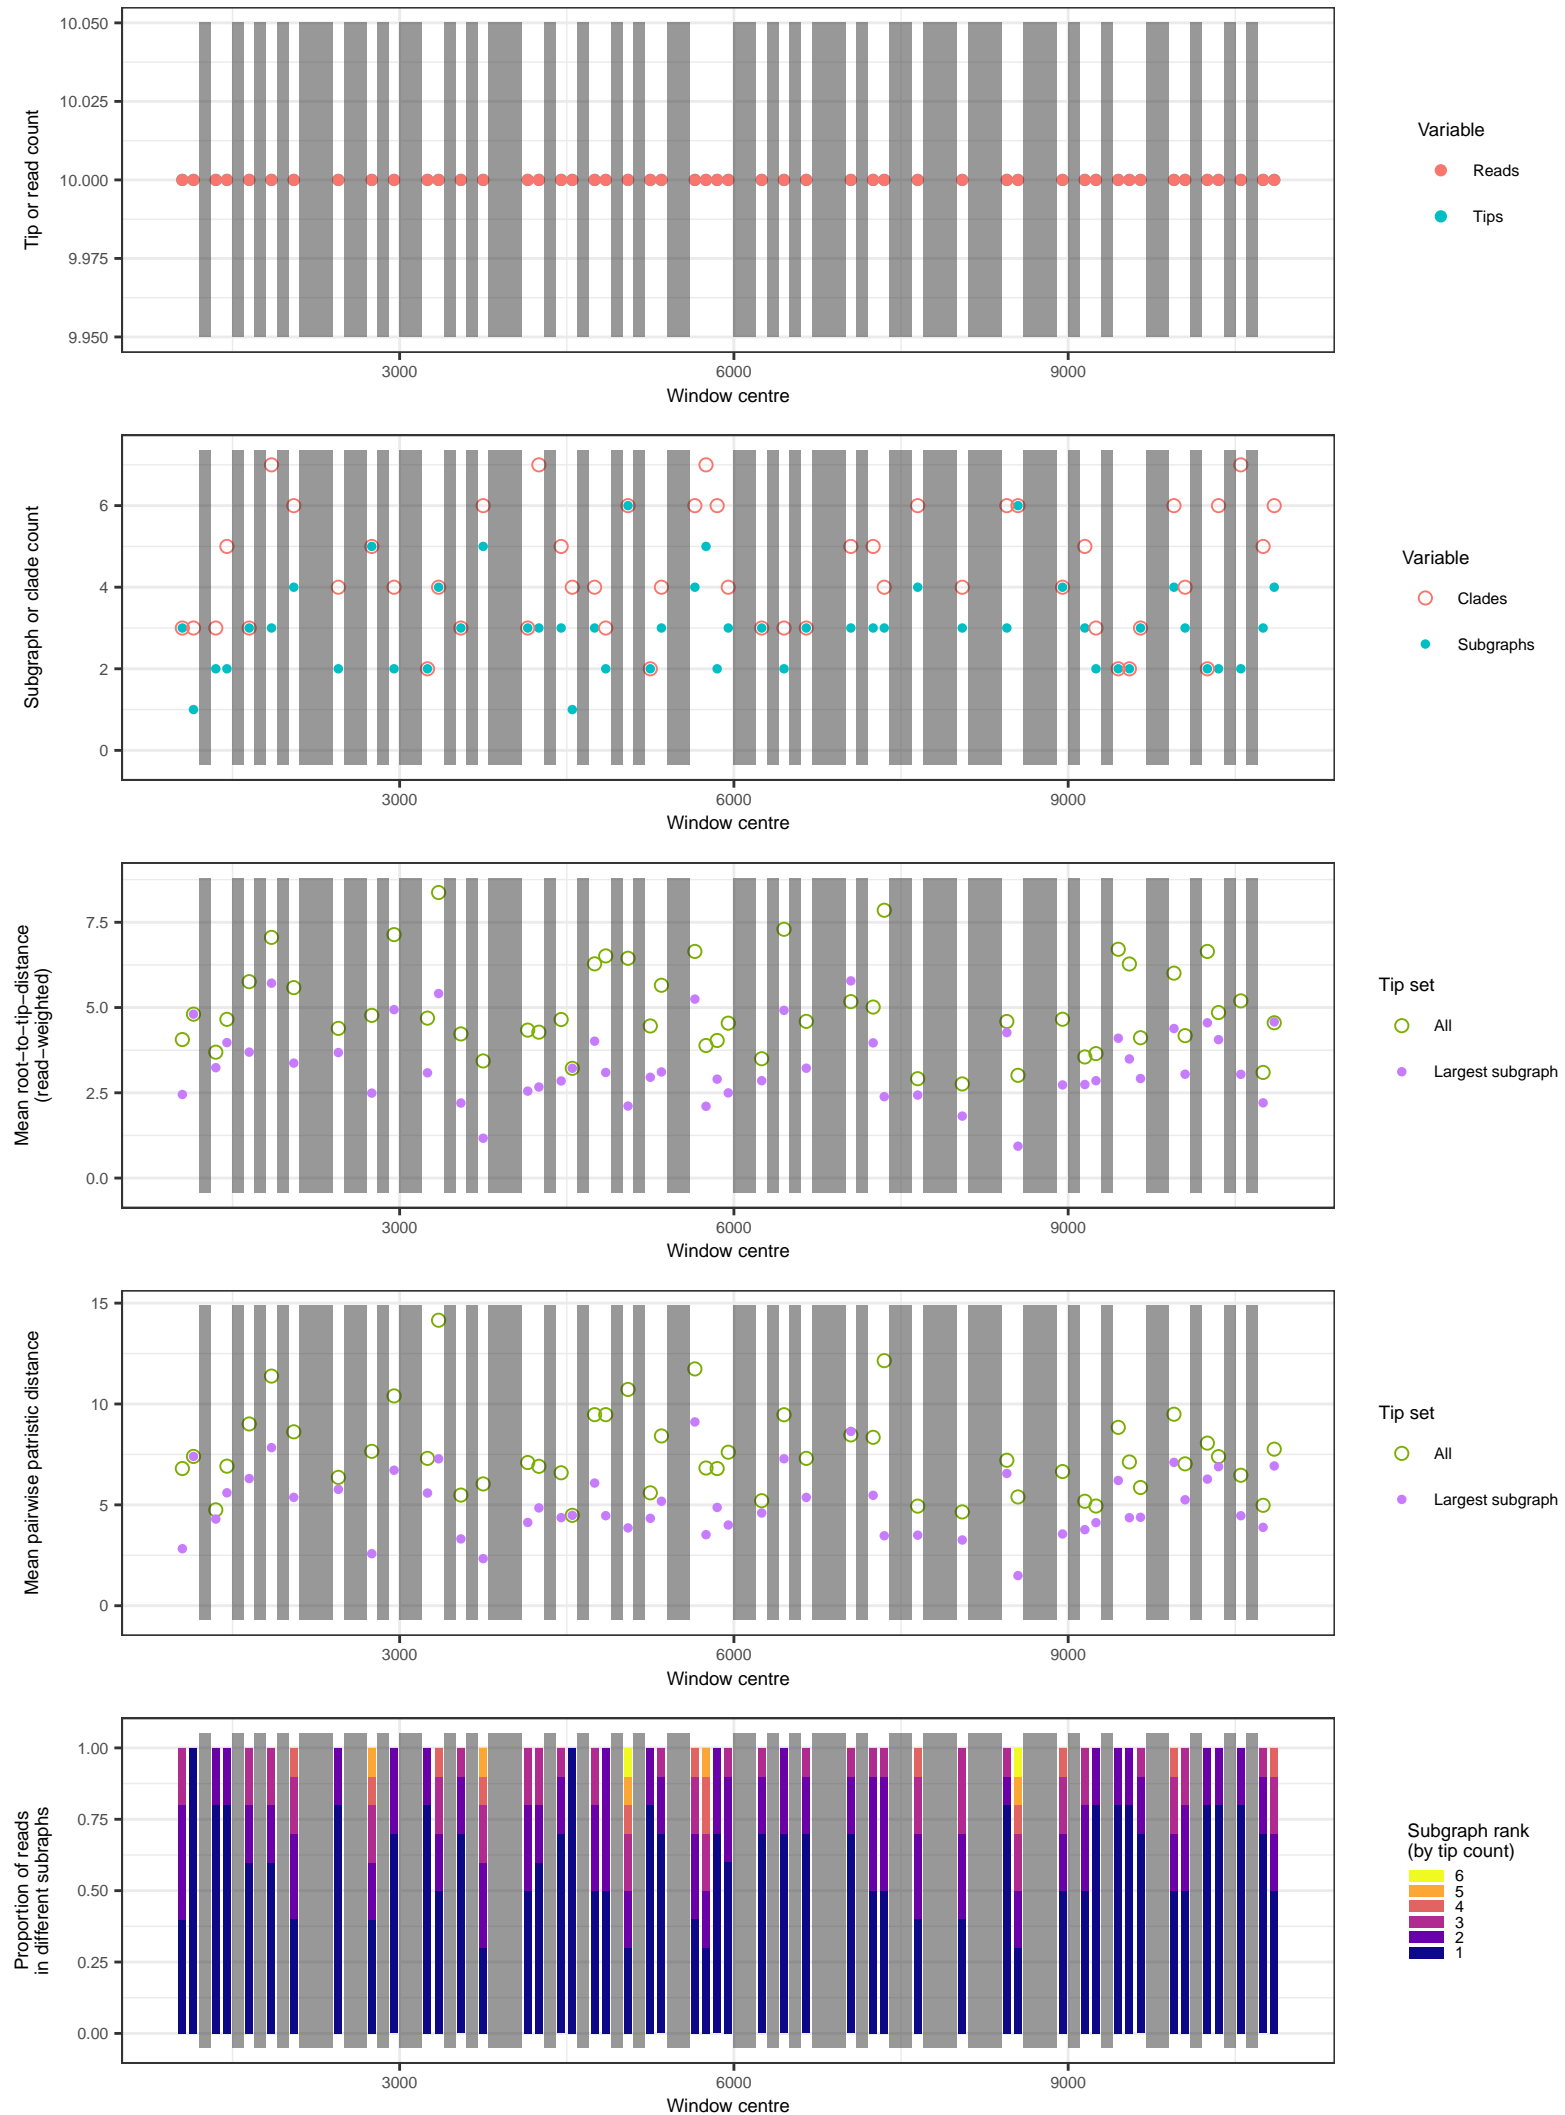 10.050
10.025
10.000
9.975
9.950
Tip or read count
3000
6000
9000
Window centre
Variable
Reads
Tips
6
4
2
0
Subgraph or clade count
3000
6000
9000
Window centre
Variable
Clades
Subgraphs
7.5
5.0
2.5
0.0
Mean root−to−tip−distance
(read−weighted)
3000
6000
9000
Window centre
Tip set
All
Largest subgraph
15
10
5
0
Mean pairwise patristic distance
3000
6000
9000
Window centre
Tip set
All
Largest subgraph
1.00
0.75
0.50
0.25
0.00
Proportion of reads
in different subraphs
3000
6000
9000
Window centre
Subgraph rank
(by tip count)
6
5
4
3
2
1